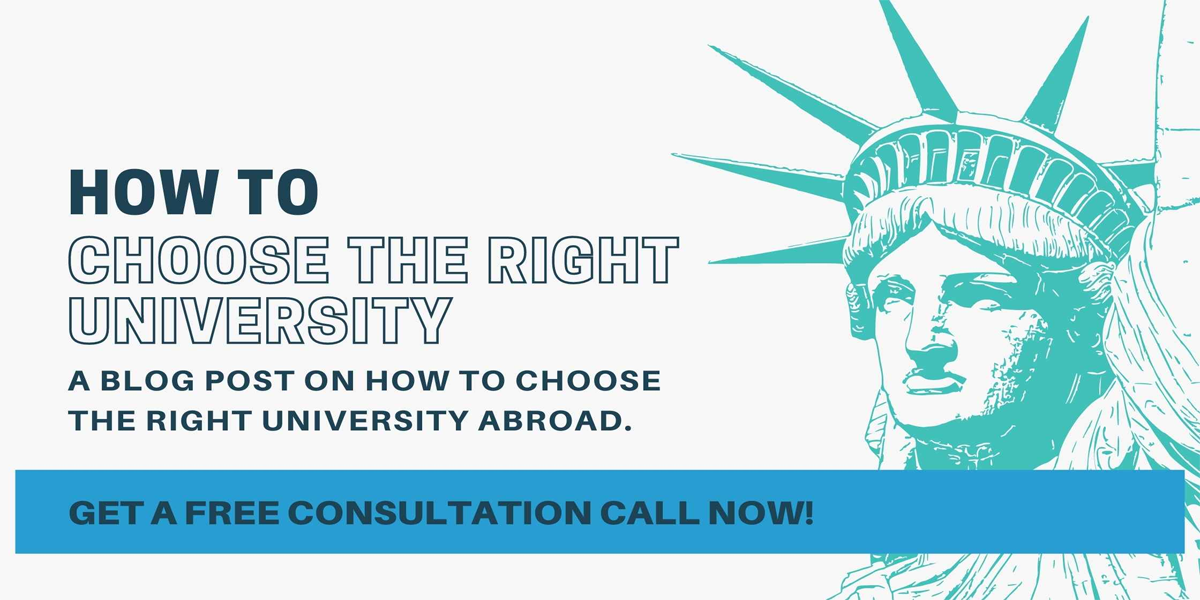 HOW TO
CHOOSE THE RIGHT
UNIVERSITY
A BLOG POST ON HOW TO CHOOSE
THE RIGHT UNIVERSITY ABROAD.
GET A FREE CONSULTATION CALL NOW!